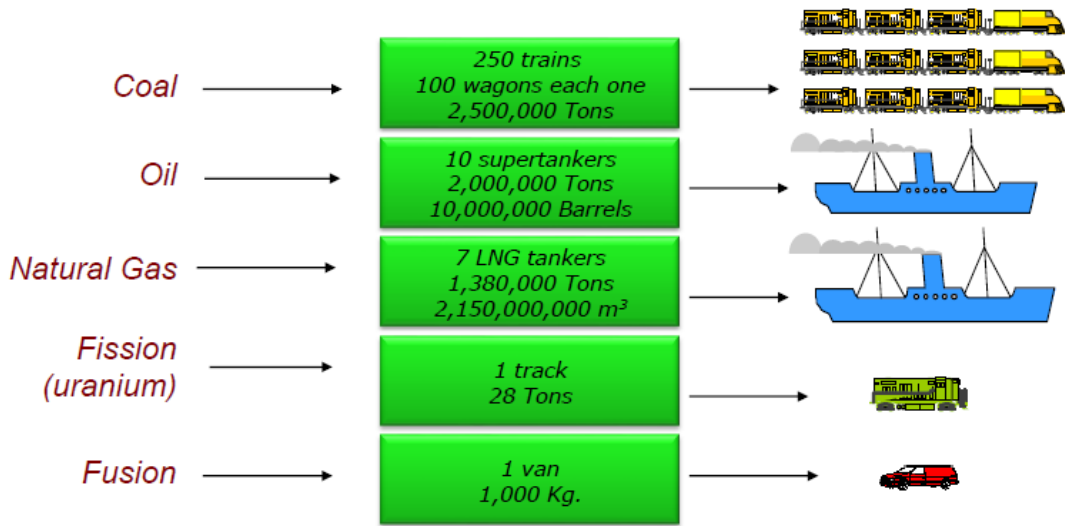 Coal
250 trains
100 wagons each one
2,500,000 Tons
Oil
10 supertankers
2,000,000 Tons
10,000,000 Barrels
Natural Gas
7 LNG tankers
1,380,000 Tons
2,150,000,000 m³
Fission
(uranium)
1 track
28 Tons
Fusion
1 van
1,000 Kg.